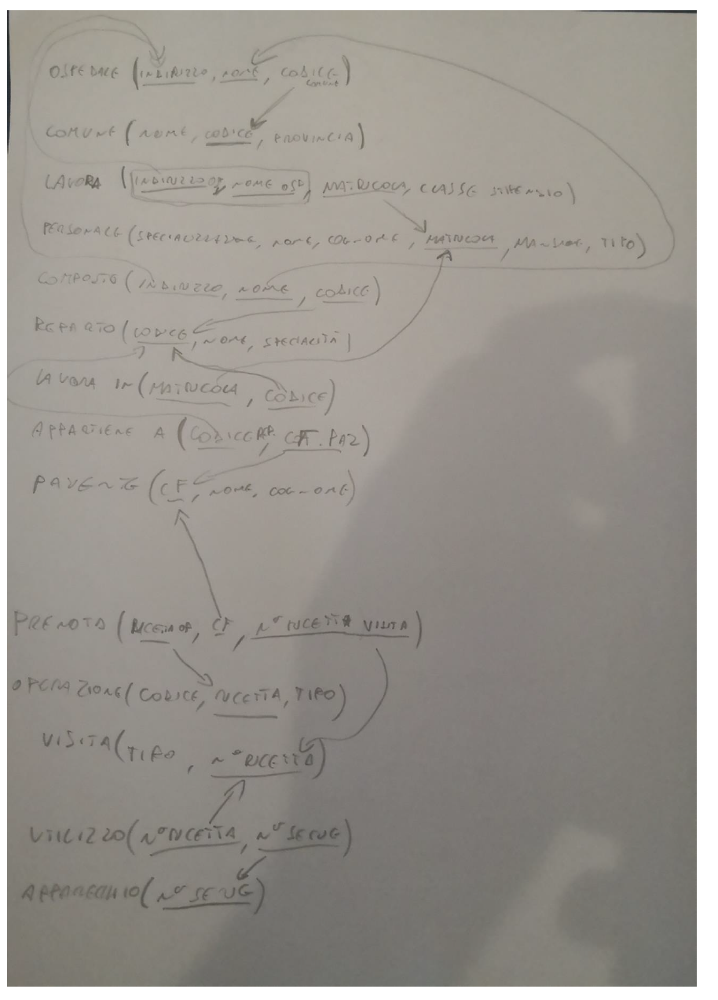 OSPEDALE (INDIRIZZO, NOME, CODICE COMUNE)
COMUNE (NOME, CODICE, PROVINCIA)
LAVORA (INDIRIZZO OSP, NOME OSP, MATRICOLA, CLASSE STIPENDIO)
PERSONALE (SPECIALIZZAZIONE, NOME, COGNOME, MATRICOLA, MANSIONE, TIPO)
COMPOSTO (INDIRIZZO, NOME, CODICE)
REPARTO (CODICE, NOME, SPECIALITÀ)
LAVORA IN (MATRICOLA, CODICE)
APPARTIENE A (CODICE REP. CF. PAZ)
PAZIENTE (CF, NOME, COGNOME)
PRENOTA (RICETTA OP, CF, N° RICETTA VISITA)
OPERAZIONE (CODICE, RICETTA, TIPO)
VISITA (TIPO, N° RICETTA)
UTILIZZO (N° RICETTA, N° SERIE)
APPARECCHIO (N° SERIE)